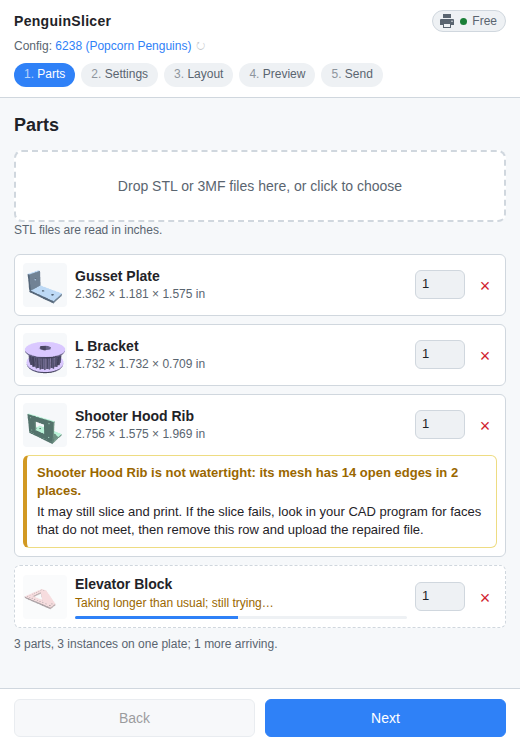 PenguinSlicer
Free
Config: 6238 (Popcorn Penguins)
1. Parts
2. Settings
3. Layout
4. Preview
5. Send
Parts
Drop STL or 3MF files here, or click to choose
STL files are read in inches.
Gusset Plate
2.362 × 1.181 × 1.575 in
1
×
L Bracket
1.732 × 1.732 × 0.709 in
1
×
Shooter Hood Rib
2.756 × 1.575 × 1.969 in
1
×
Shooter Hood Rib is not watertight: its mesh has 14 open edges in 2
places.
It may still slice and print. If the slice fails, look in your CAD program for faces
that do not meet, then remove this row and upload the repaired file.
Elevator Block
Taking longer than usual; still trying…
1
×
3 parts, 3 instances on one plate; 1 more arriving.
Back
Next